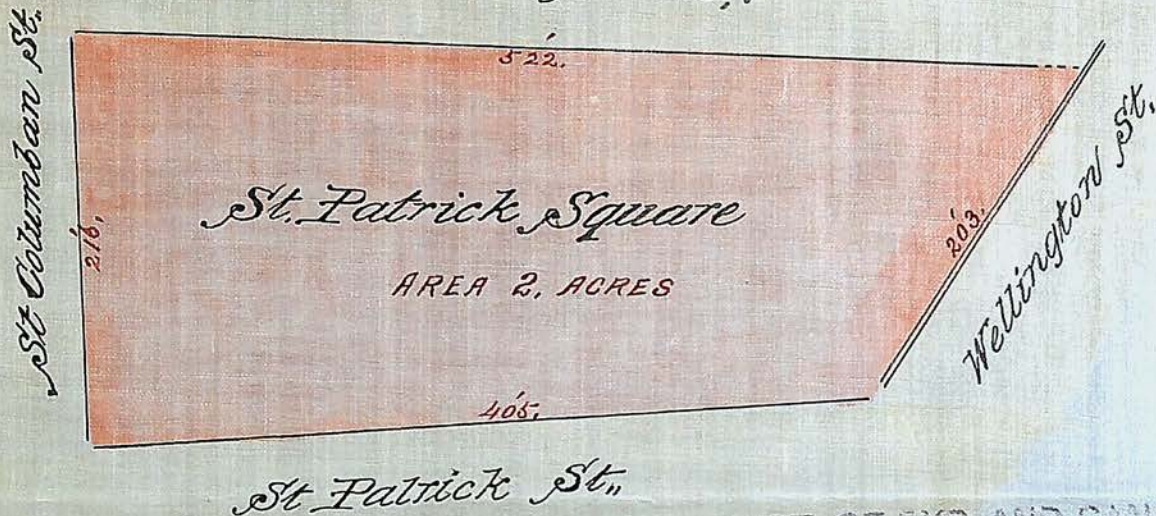 522.
St Columban St.,
216,
St. Patrick Square
AREA 2, ACRES
203,
Wellington St.
405,
St Patrick St.,,